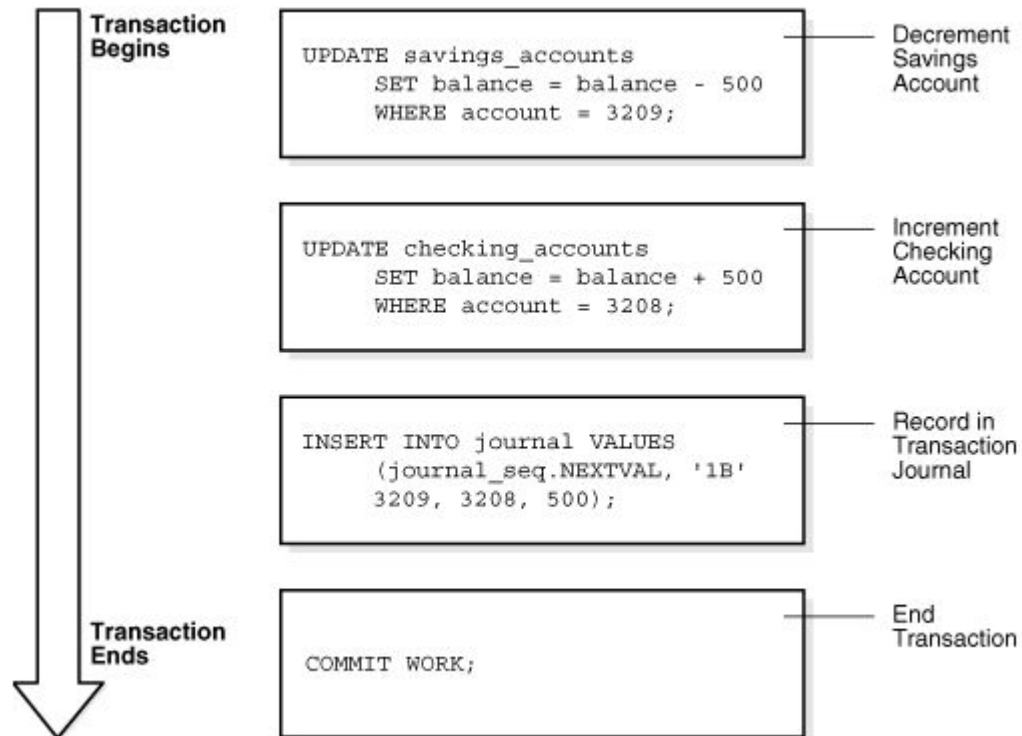 Transaction
Begins
UPDATE savings_accounts
SET balance = balance - 500
WHERE account = 3209;
Decrement
Savings
Account
UPDATE checking_accounts
SET balance = balance + 500
WHERE account = 3208;
Increment
Checking
Account
INSERT INTO journal VALUES
(journal_seq.NEXTVAL, '1B'
3209, 3208, 500);
Record in
Transaction
Journal
Transaction
Ends
COMMIT WORK;
End
Transaction